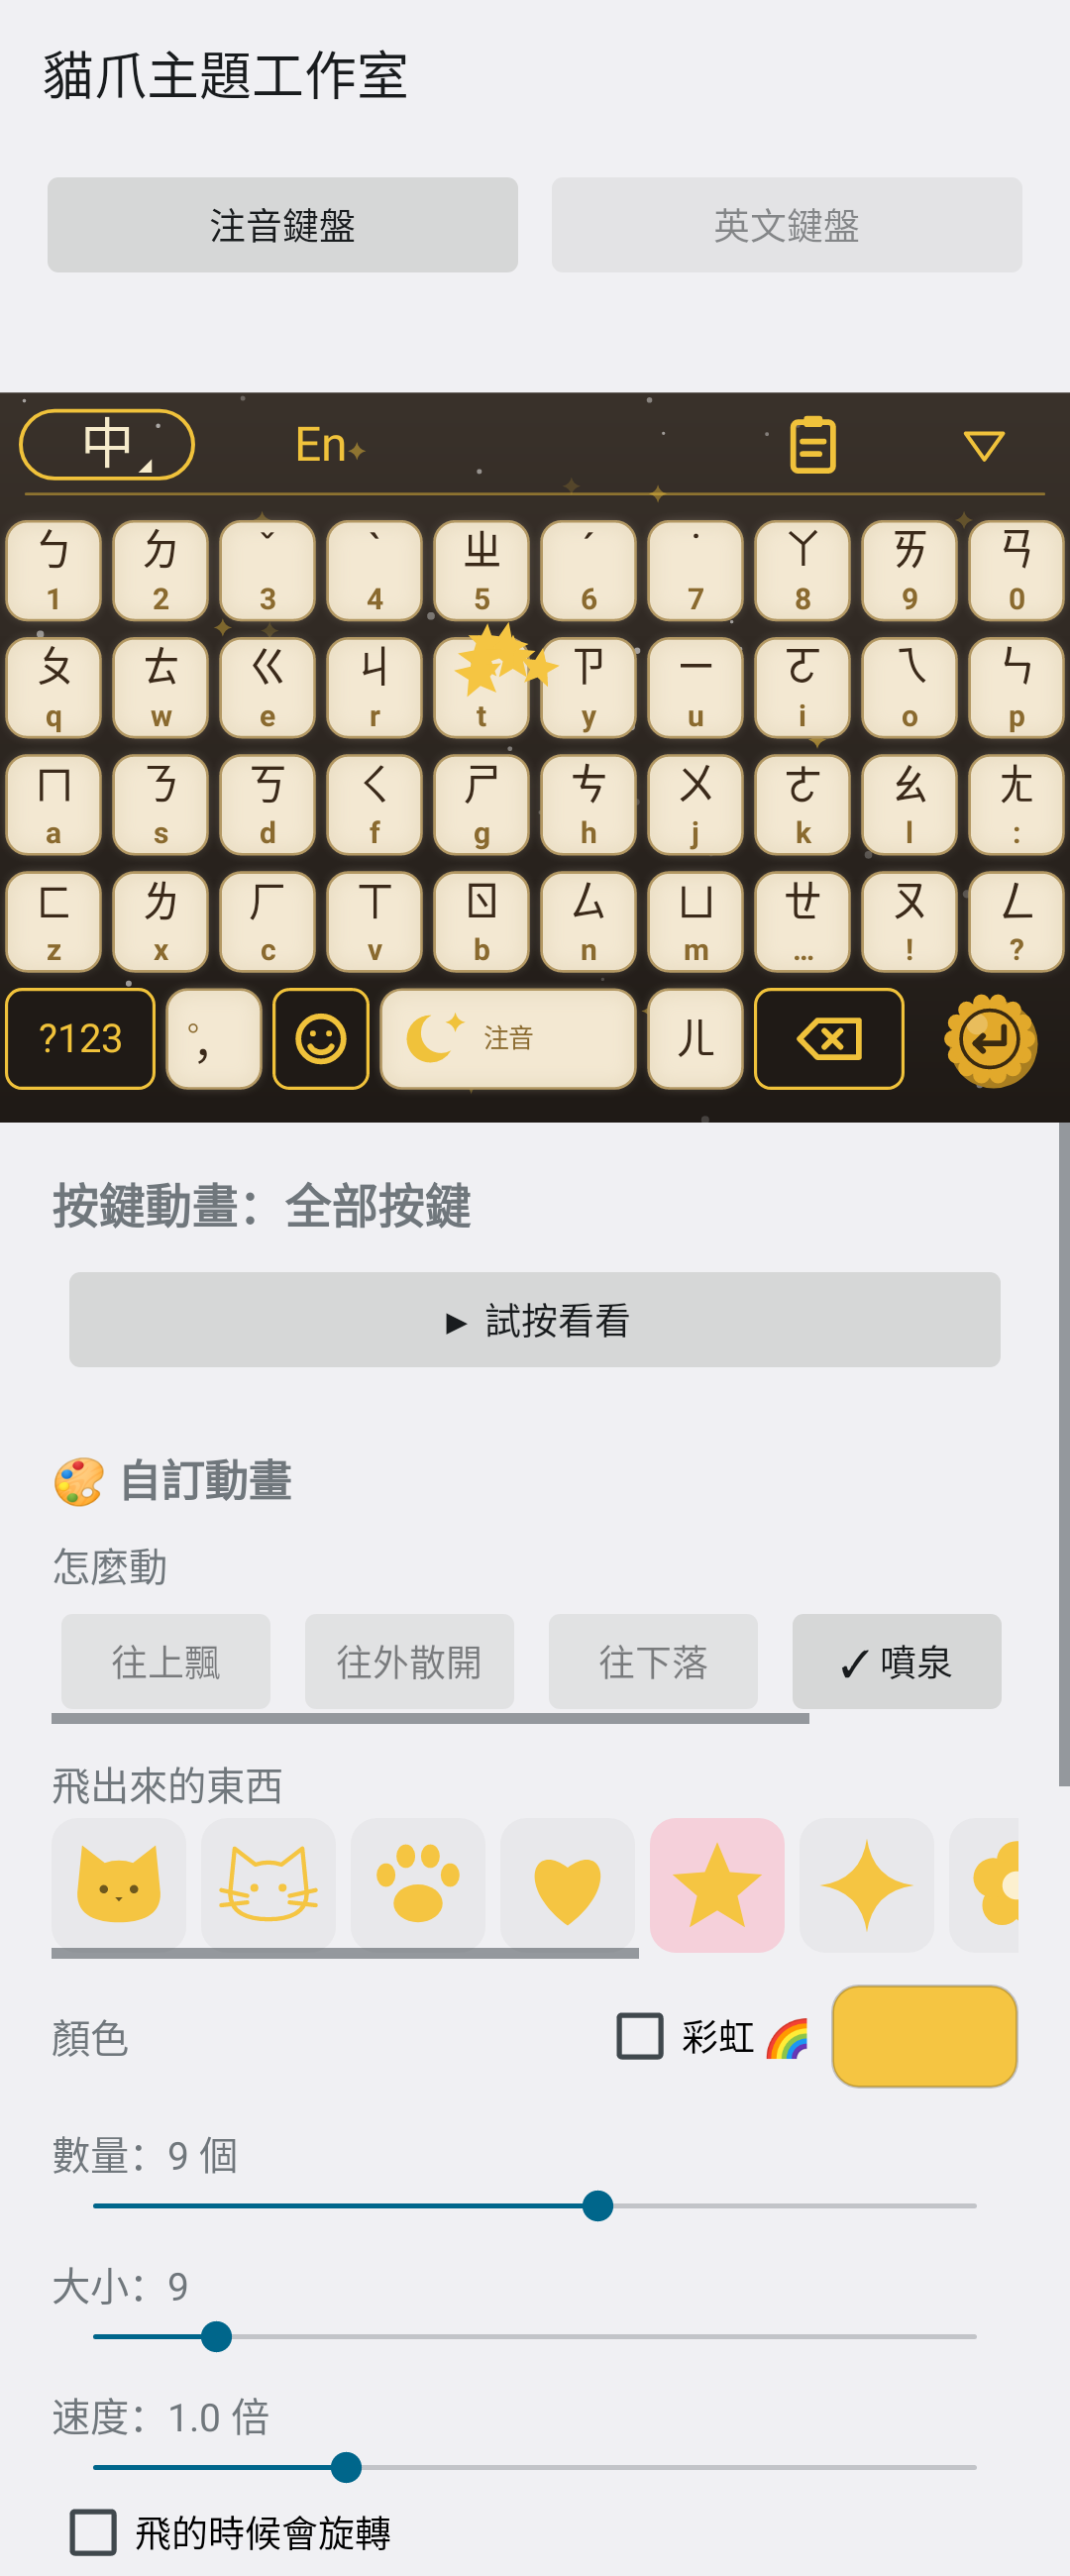 貓爪主題工作室
注音鍵盤 英文鍵盤
中 En
ㄅ ㄉ ˇ ˋ ㄓ ˊ ˙ ㄚ ㄞ ㄢ
1 2 3 4 5 6 7 8 9 0
ㄆ ㄊ ㄍ ㄐ ㄗ ㄧ ㄛ ㄟ ㄣ
q w e r t y u i o p
ㄇ ㄋ ㄎ ㄑ ㄕ ㄘ ㄨ ㄜ ㄠ ㄤ
a s d f g h j k l :
ㄈ ㄌ ㄏ ㄒ ㄖ ㄙ ㄩ ㄝ ㄡ ㄥ
z x c v b n m … ! ?
?123 。, 注音 ㄦ
按鍵動畫：全部按鍵
▶ 試按看看
🎨 自訂動畫
怎麼動
往上飄 往外散開 往下落 ✓噴泉
飛出來的東西
顏色 彩虹 🌈
數量：9 個
大小：9
速度：1.0 倍
飛的時候會旋轉